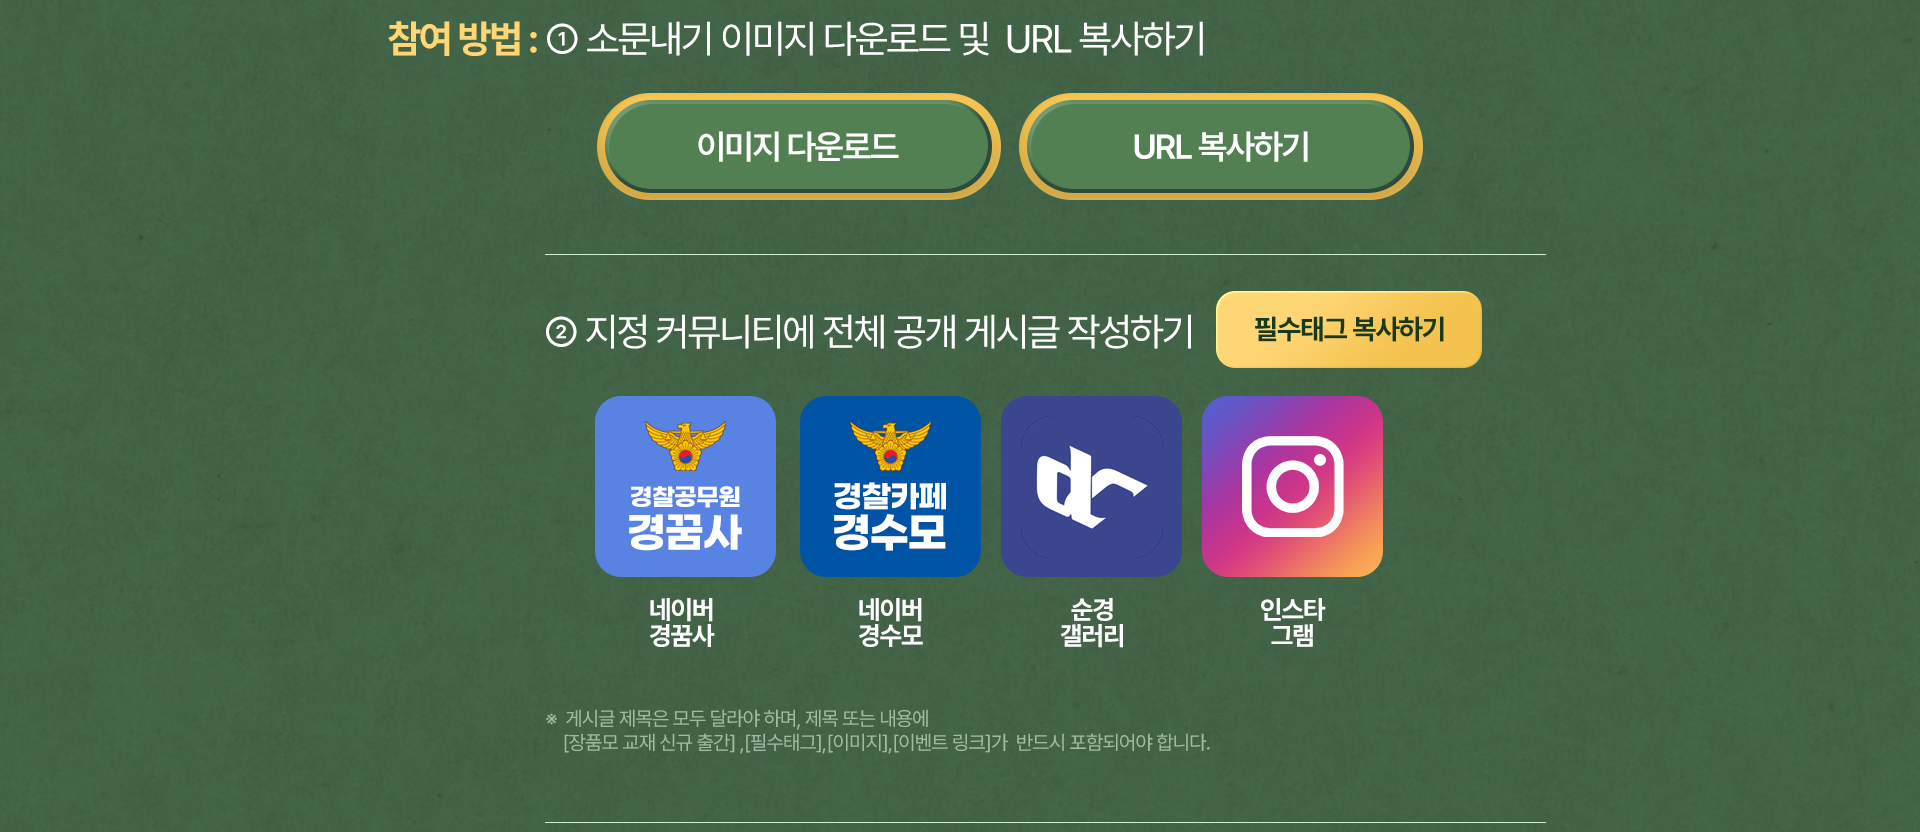 참여 방법 : ① 소문내기 이미지 다운로드 및 URL 복사하기
이미지 다운로드
URL 복사하기
② 지정 커뮤니티에 전체 공개 게시글 작성하기
필수태그 복사하기
경찰공무원
경꿈사
경찰카페
경수모
dc
네이버
경꿈사
네이버
경수모
순경
갤러리
인스타
그램
※ 게시글 제목은 모두 달라야 하며, 제목 또는 내용에
[장품모 교재 신규 출간] ,[필수태그],[이미지],[이벤트 링크]가 반드시 포함되어야 합니다.